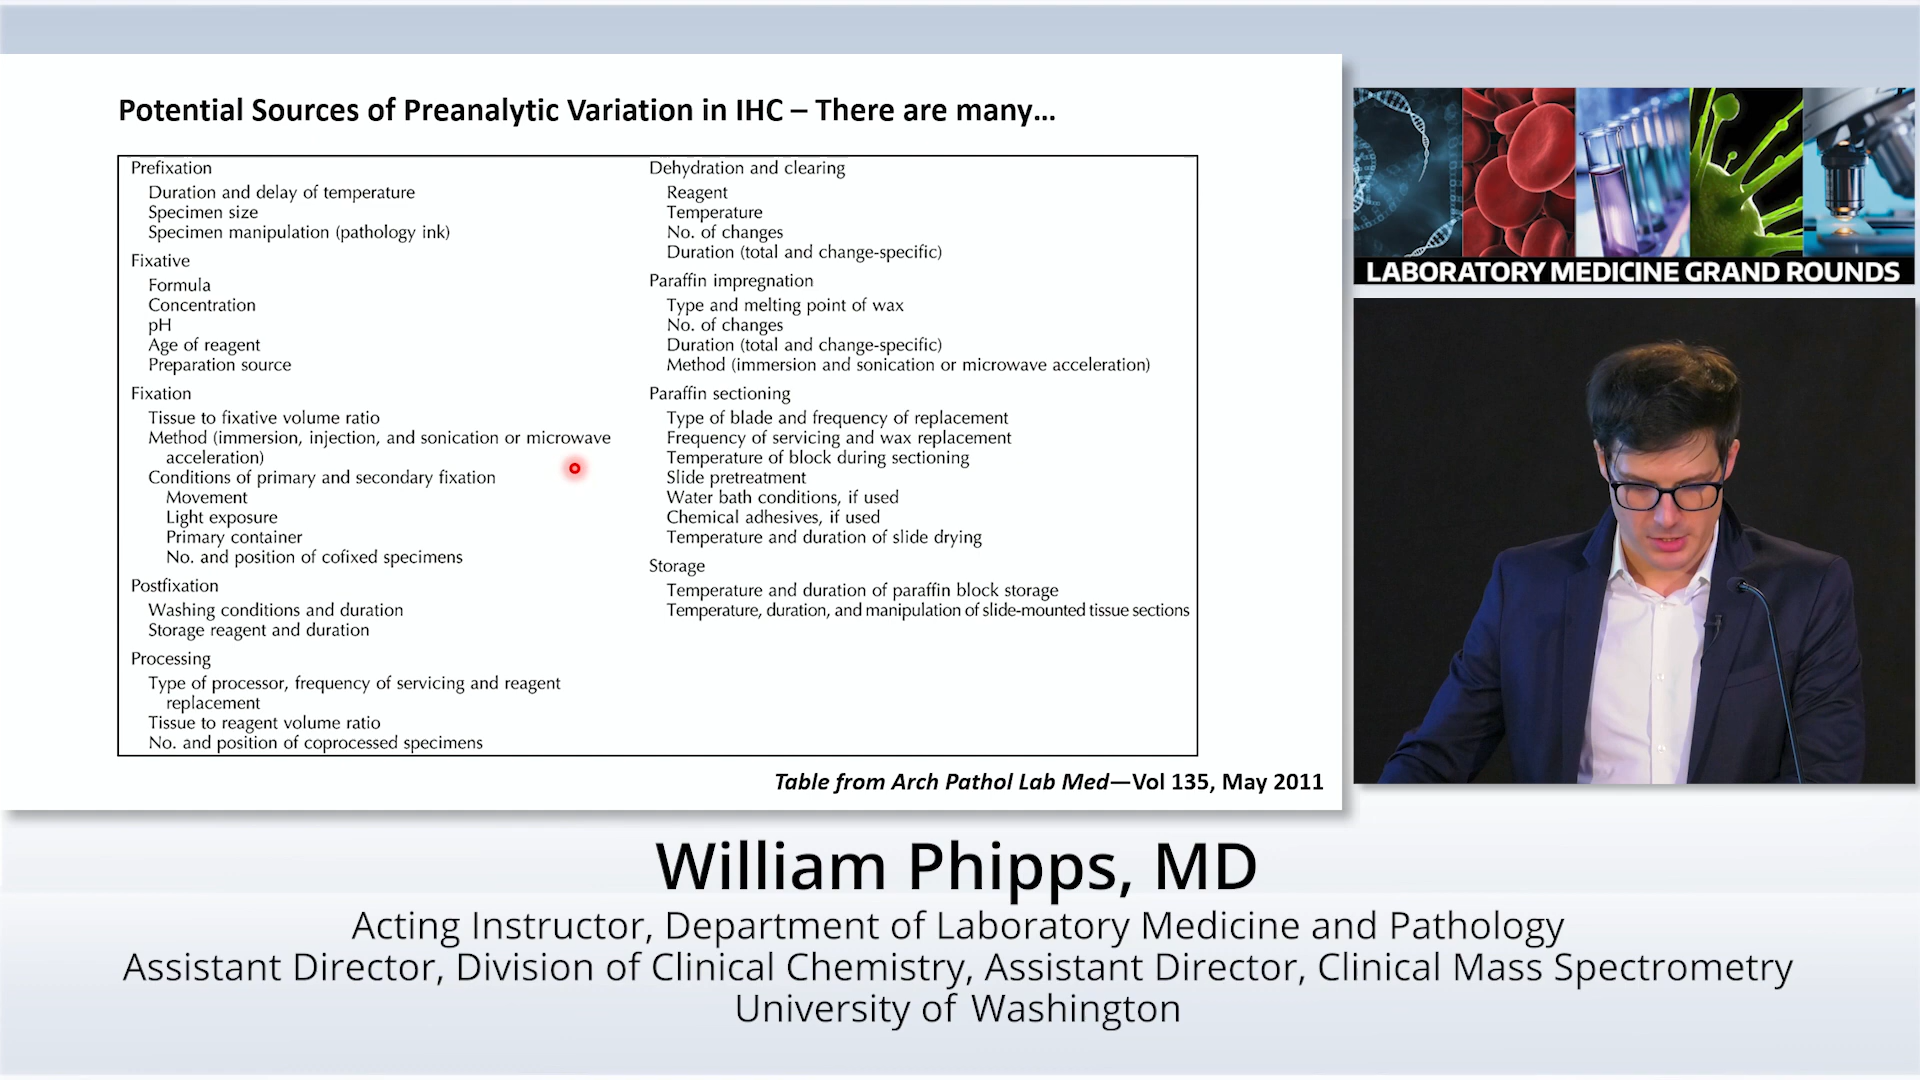 Potential Sources of Preanalytic Variation in IHC – There are many…
Prefixation
Duration and delay of temperature
Specimen size
Specimen manipulation (pathology ink)
Fixative
Formula
Concentration
pH
Age of reagent
Preparation source
Fixation
Tissue to fixative volume ratio
Method (immersion, injection, and sonication or microwave
acceleration)
Conditions of primary and secondary fixation
Movement
Light exposure
Primary container
No. and position of cofixed specimens
Postfixation
Washing conditions and duration
Storage reagent and duration
Processing
Type of processor, frequency of servicing and reagent
replacement
Tissue to reagent volume ratio
No. and position of coprocessed specimens
Dehydration and clearing
Reagent
Temperature
No. of changes
Duration (total and change-specific)
Paraffin impregnation
Type and melting point of wax
No. of changes
Duration (total and change-specific)
Method (immersion and sonication or microwave acceleration)
Paraffin sectioning
Type of blade and frequency of replacement
Frequency of servicing and wax replacement
Temperature of block during sectioning
Slide pretreatment
Water bath conditions, if used
Chemical adhesives, if used
Temperature and duration of slide drying
Storage
Temperature and duration of paraffin block storage
Temperature, duration, and manipulation of slide-mounted tissue sections
Table from Arch Pathol Lab Med—Vol 135, May 2011
LABORATORY MEDICINE GRAND ROUNDS
William Phipps, MD
Acting Instructor, Department of Laboratory Medicine and Pathology
Assistant Director, Division of Clinical Chemistry, Assistant Director, Clinical Mass Spectrometry
University of Washington